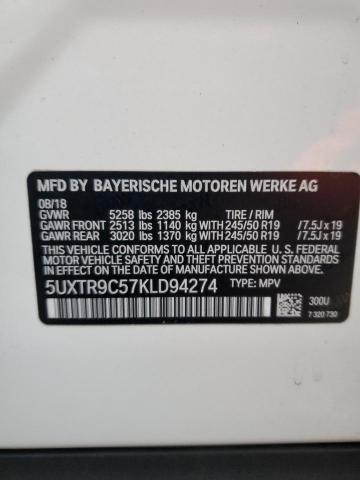 MFD. BY BAYERISCHE MOTOREN WERKE AG
08/18
GVWR 5258 lbs 2385 kg TIRE / RIM
GAWR FRONT 2513 lbs 1140 kg WITH 245/50 R19 /7.5J x 19
GAWR REAR 3020 lbs 1370 kg WITH 245/50 R19 /7.5J x 19
THIS VEHICLE CONFORMS TO ALL APPLICABLE U. S. FEDERAL
MOTOR VEHICLE SAFETY STANDARDS IN
EFFECT ON THE DATE OF MANUFACTURE SHOWN ABOVE.
5UXTR9C57KLD94274 TYPE: MPV
300U
7 320 730